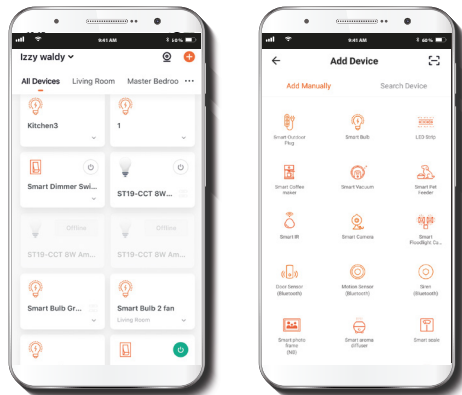 9:41 AM
Izzy waldy
All Devices Living Room Master Bedroo ...
Kitchen3
1
Smart Dimmer Swi...
ST19-CCT 8W...
Offline
Offline
ST19-CCT 8W Am...
ST19-CCT 8W Am...
Smart Bulb Gr...
Smart Bulb 2 fan
Living Room
9:41 AM
60%
Add Device
Add Manually Search Device
Smart Outdoor
Plug
Smart Bulb
LED Strip
Smart Coffee
maker
Smart Vacuum
Smart Pet
Feeder
Smart IR
Smart Camera
Smart
Floodlight Ca...
Door Sensor
(Bluetooth)
Motion Sensor
(Bluetooth)
Siren
(Bluetooth)
Smart photo
frame
(NB)
Smart aroma
diffuser
Smart scale